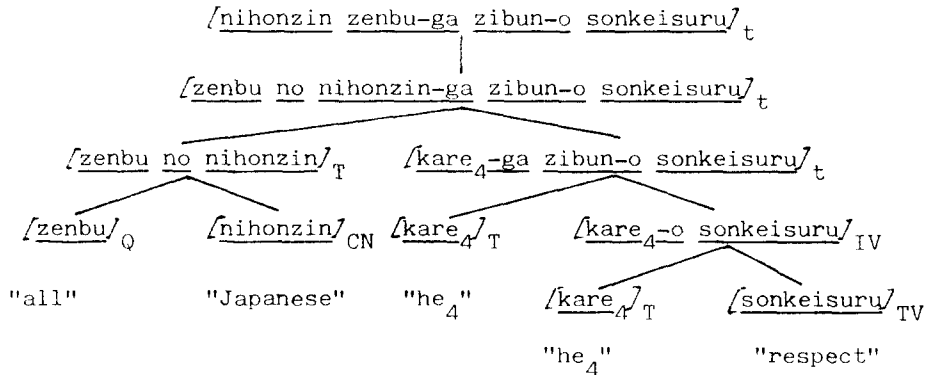 [nihonzin zenbu-ga zibun-o sonkeisuru]t
[zenbu no nihonzin-ga zibun-o sonkeisuru]t
[zenbu no nihonzin]T [kare4-ga zibun-o sonkeisuru]t
[zenbu]Q [nihonzin]CN [kare4]T [kare4-o sonkeisuru]IV
"all" "Japanese" "he4" [kare4]T [sonkeisuru]TV
"he4" "respect"